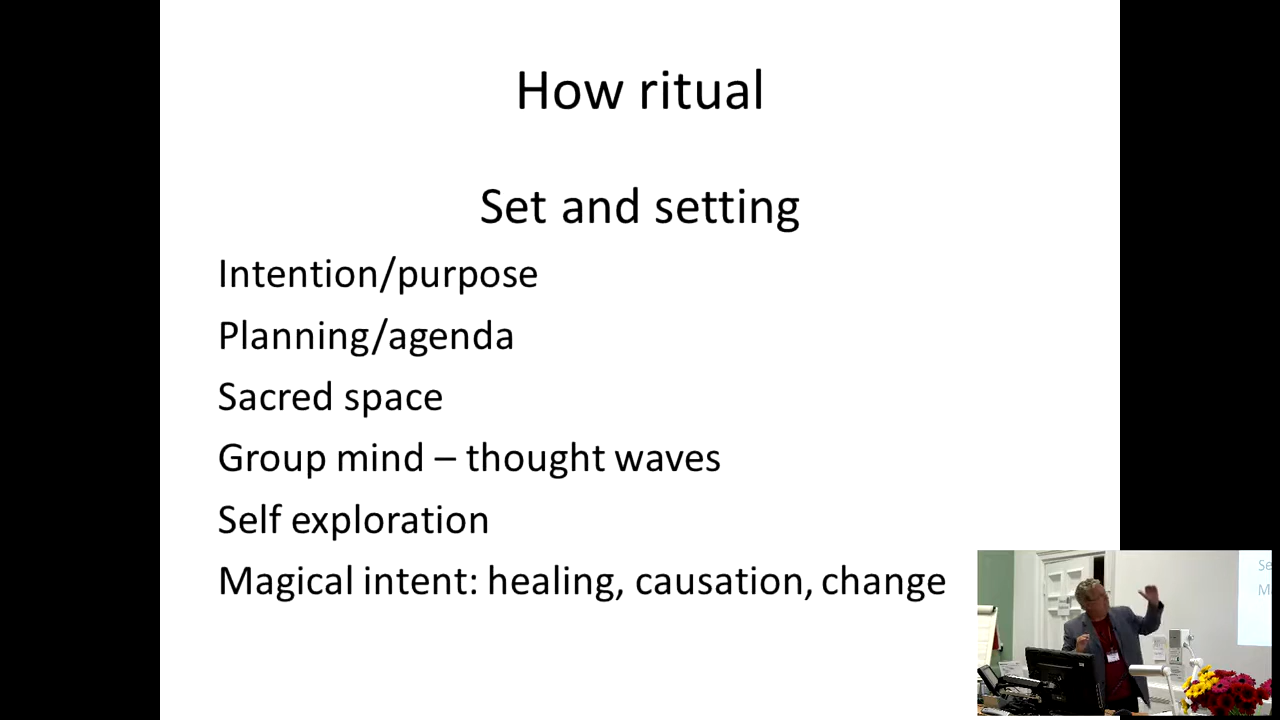 How ritual
Set and setting
Intention/purpose
Planning/agenda
Sacred space
Group mind – thought waves
Self exploration
Magical intent: healing, causation, change
Se
M